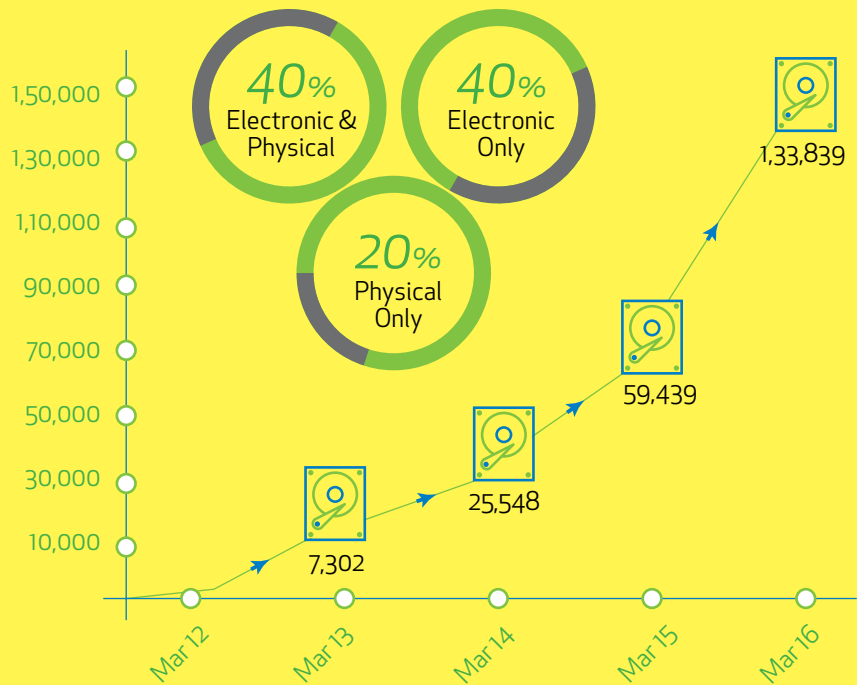 40%
Electronic &
Physical
40%
Electronic
Only
20%
Physical
Only
1,50,000
1,30,000
1,10,000
90,000
70,000
50,000
30,000
10,000
1,33,839
59,439
25,548
7,302
Mar 12
Mar 13
Mar 14
Mar 15
Mar 16